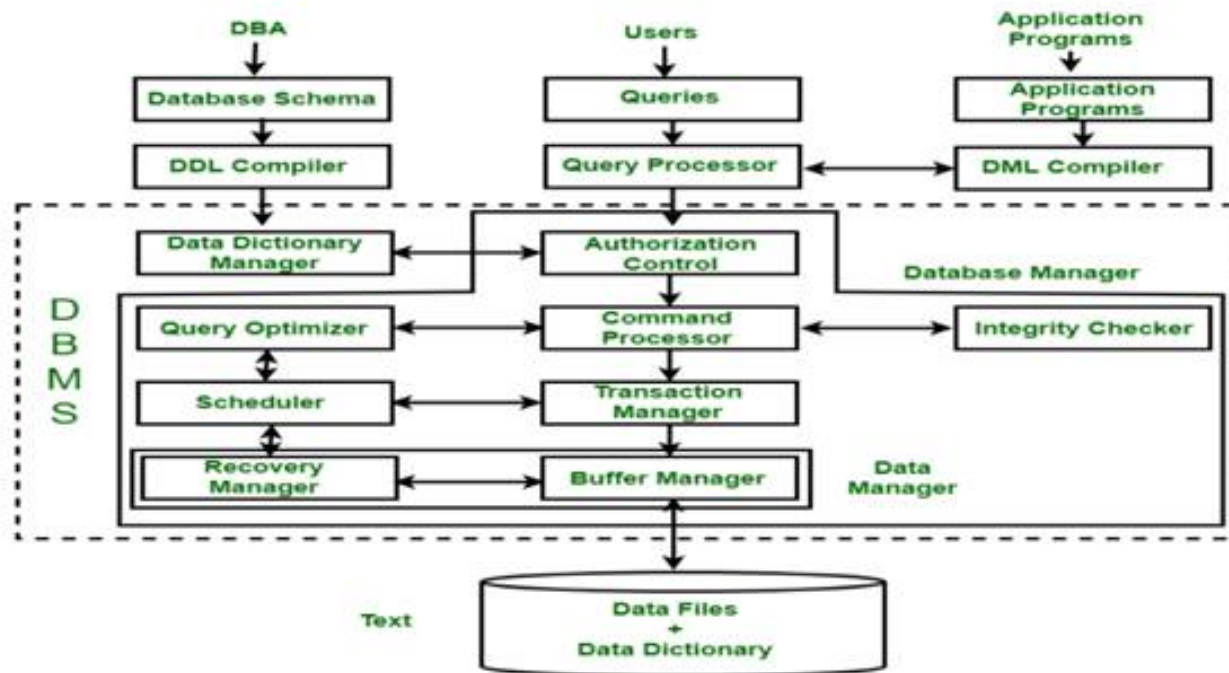 DBA
Users
Application
Programs
Database Schema
Queries
Application
Programs
DDL Compiler
Query Processor
DML Compiler
Data Dictionary
Manager
Authorization
Control
Database Manager
D
B
M
S
Query Optimizer
Command
Processor
Integrity Checker
Scheduler
Transaction
Manager
Recovery
Manager
Buffer Manager
Data
Manager
Text
Data Files
+
Data Dictionary